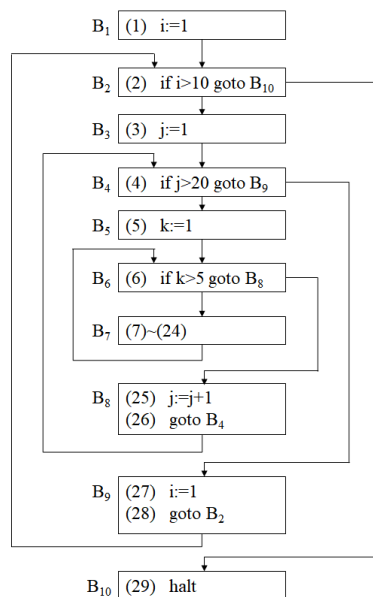 B₁ (1) i:=1
B₂ (2) if i>10 goto B₁₀
B₃ (3) j:=1
B₄ (4) if j>20 goto B₉
B₅ (5) k:=1
B₆ (6) if k>5 goto B₈
B₇ (7)~(24)
B₈ (25) j:=j+1
(26) goto B₄
B₉ (27) i:=1
(28) goto B₂
B₁₀ (29) halt